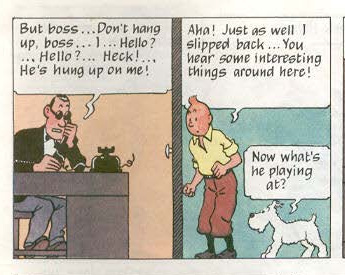 But boss...Don't hang
up, boss... I... Hello?
... Hello?... Heck!...
He's hung up on me!
Aha! Just as well I
slipped back...You
hear some interesting
things around here!
Now what's
he playing
at?